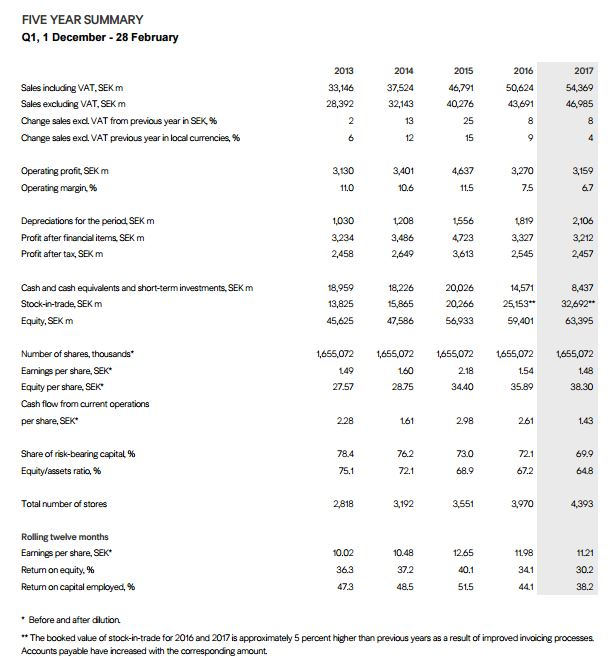 FIVE YEAR SUMMARY
Q1, 1 December - 28 February
2013 2014 2015 2016 2017
Sales including VAT, SEK m 33,146 37,524 46,791 50,624 54,369
Sales excluding VAT, SEK m 28,392 32,143 40,276 43,691 46,985
Change sales excl. VAT from previous year in SEK, % 2 13 25 8 8
Change sales excl. VAT previous year in local currencies, % 6 12 15 9 4
Operating profit, SEK m 3,130 3,401 4,637 3,270 3,159
Operating margin, % 11.0 10.6 11.5 7.5 6.7
Depreciations for the period, SEK m 1,030 1,208 1,556 1,819 2,106
Profit after financial items, SEK m 3,234 3,486 4,723 3,327 3,212
Profit after tax, SEK m 2,458 2,649 3,613 2,545 2,457
Cash and cash equivalents and short-term investments, SEK m 18,959 18,226 20,026 14,571 8,437
Stock-in-trade, SEK m 13,825 15,865 20,266 25,153** 32,692**
Equity, SEK m 45,625 47,586 56,933 59,401 63,395
Number of shares, thousands* 1,655,072 1,655,072 1,655,072 1,655,072 1,655,072
Earnings per share, SEK* 1.49 1.60 2.18 1.54 1.48
Equity per share, SEK* 27.57 28.75 34.40 35.89 38.30
Cash flow from current operations
per share, SEK* 2.28 1.61 2.98 2.61 1.43
Share of risk-bearing capital, % 78.4 76.2 73.0 72.1 69.9
Equity/assets ratio, % 75.1 72.1 68.9 67.2 64.8
Total number of stores 2,818 3,192 3,551 3,970 4,393
Rolling twelve months
Earnings per share, SEK* 10.02 10.48 12.65 11.98 11.21
Return on equity, % 36.3 37.2 40.1 34.1 30.2
Return on capital employed, % 47.3 48.5 51.5 44.1 38.2
* Before and after dilution.
** The booked value of stock-in-trade for 2016 and 2017 is approximately 5 percent higher than previous years as a result of improved invoicing processes.
Accounts payable have increased with the corresponding amount.